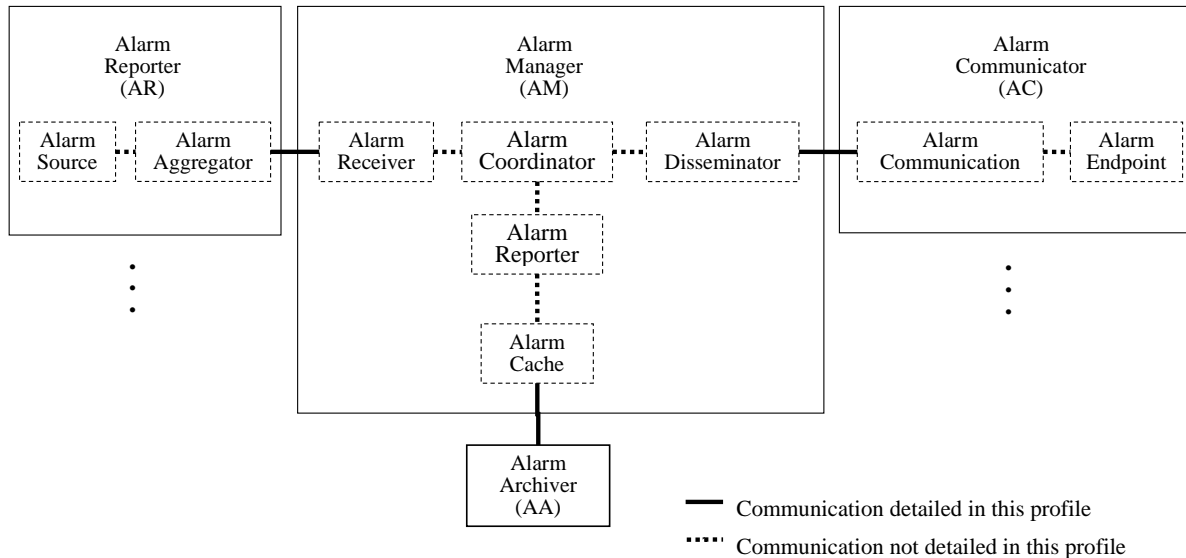 Alarm
Reporter
(AR)
Alarm
Manager
(AM)
Alarm
Communicator
(AC)
Alarm
Source
Alarm
Aggregator
Alarm
Receiver
Alarm
Coordinator
Alarm
Disseminator
Alarm
Communication
Alarm
Endpoint
Alarm
Reporter
Alarm
Cache
Alarm
Archiver
(AA)
Communication detailed in this profile
Communication not detailed in this profile